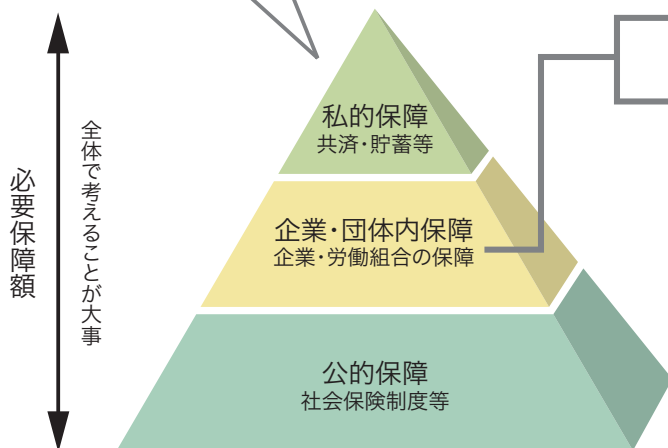 必要保障額
全体で考えることが大事
私的保障
共済・貯蓄等
企業・団体内保障
企業・労働組合の保障
公的保障
社会保険制度等